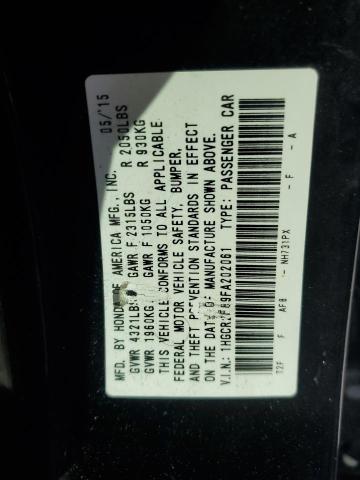 MFD. BY HONDA OF AMERICA MFG., INC. 05/15
GVWR 4321LBS GAWR F 2315LBS R 2050LBS
GVWR 1960KG GAWR F 1050KG R 930KG
THIS VEHICLE CONFORMS TO ALL APPLICABLE
FEDERAL MOTOR VEHICLE SAFETY, BUMPER,
AND THEFT PREVENTION STANDARDS IN EFFECT
ON THE DATE OF MANUFACTURE SHOWN ABOVE.
V.I.N.: TYPE: PASSENGER CAR
T2F F AF8 NH731PX - F - A